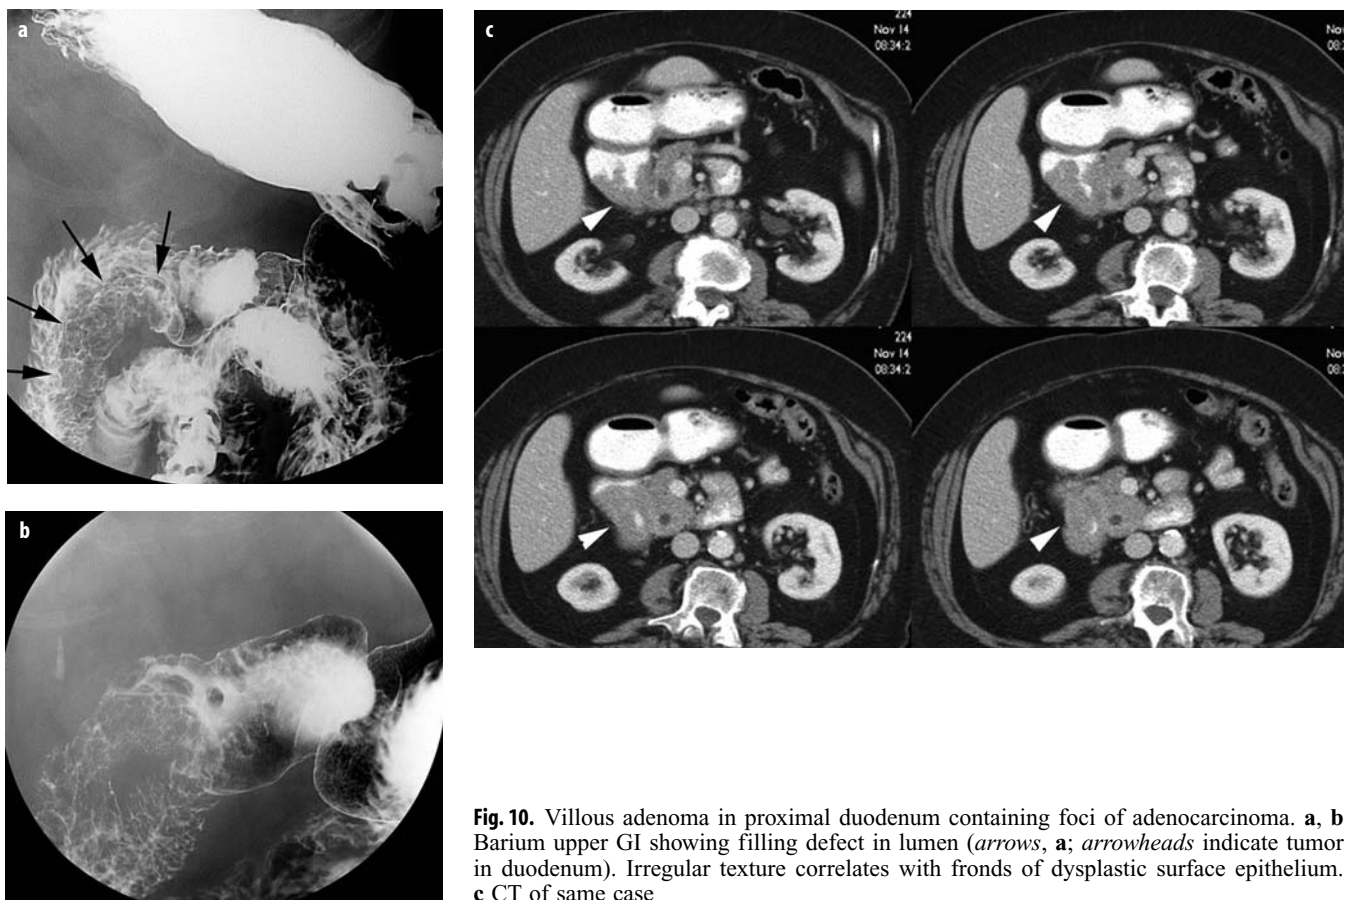 a
c
224
Nov 14
08:34:2
No
08:
224
Nov 14
08:34:2
No
08:
b
Fig. 10. Villous adenoma in proximal duodenum containing foci of adenocarcinoma. a, b
Barium upper GI showing filling defect in lumen (arrows, a; arrowheads indicate tumor
in duodenum). Irregular texture correlates with fronds of dysplastic surface epithelium.
c CT of same case